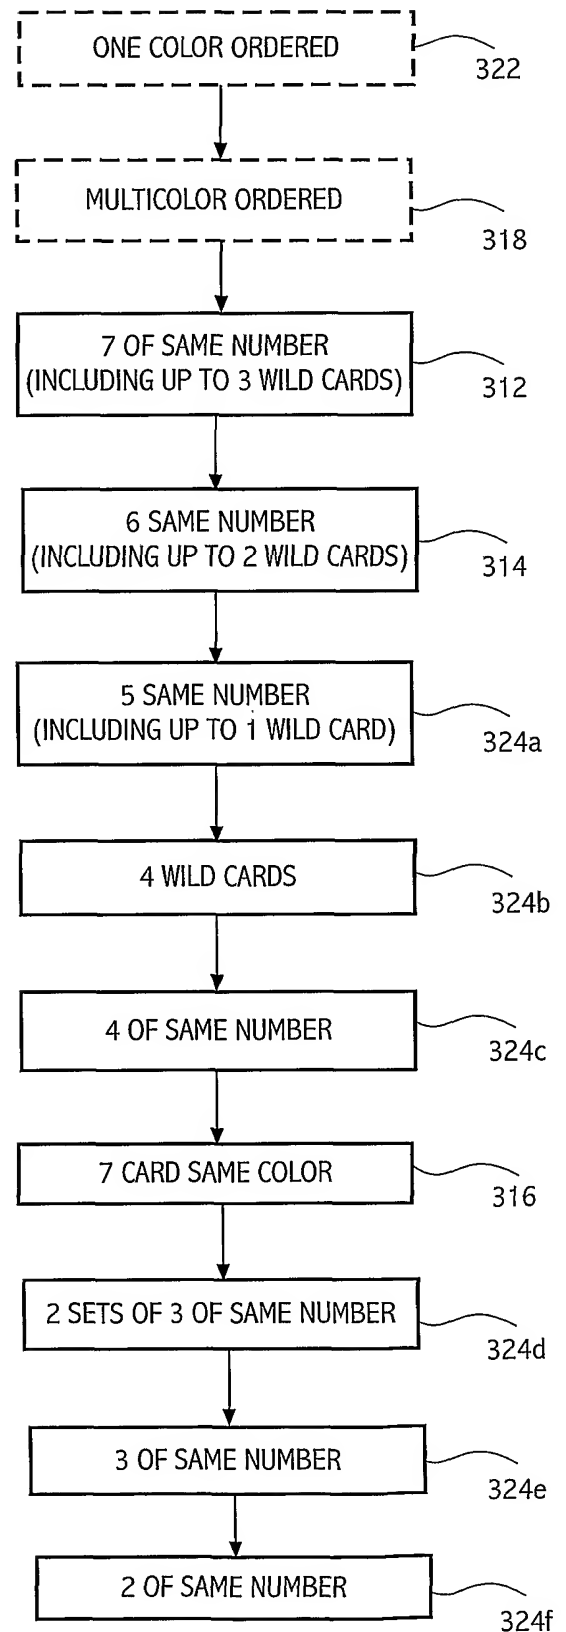 ONE COLOR ORDERED
322
MULTICOLOR ORDERED
318
7 OF SAME NUMBER
(INCLUDING UP TO 3 WILD CARDS)
312
6 SAME NUMBER
(INCLUDING UP TO 2 WILD CARDS)
314
5 SAME NUMBER
(INCLUDING UP TO 1 WILD CARD)
324a
4 WILD CARDS
324b
4 OF SAME NUMBER
324c
7 CARD SAME COLOR
316
2 SETS OF 3 OF SAME NUMBER
324d
3 OF SAME NUMBER
324e
2 OF SAME NUMBER
324f